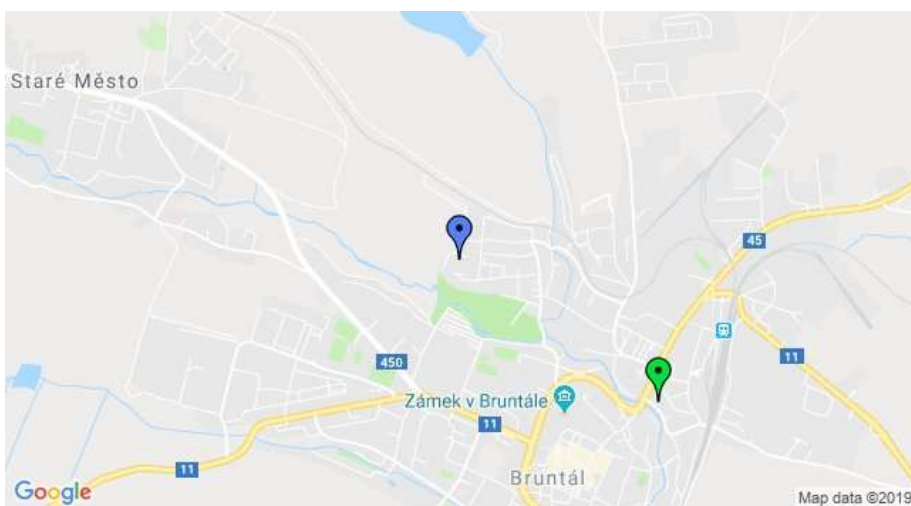 Staré Město
45
11
450
Zámek v Bruntále
11
Bruntál
11
Google
Map data ©2019